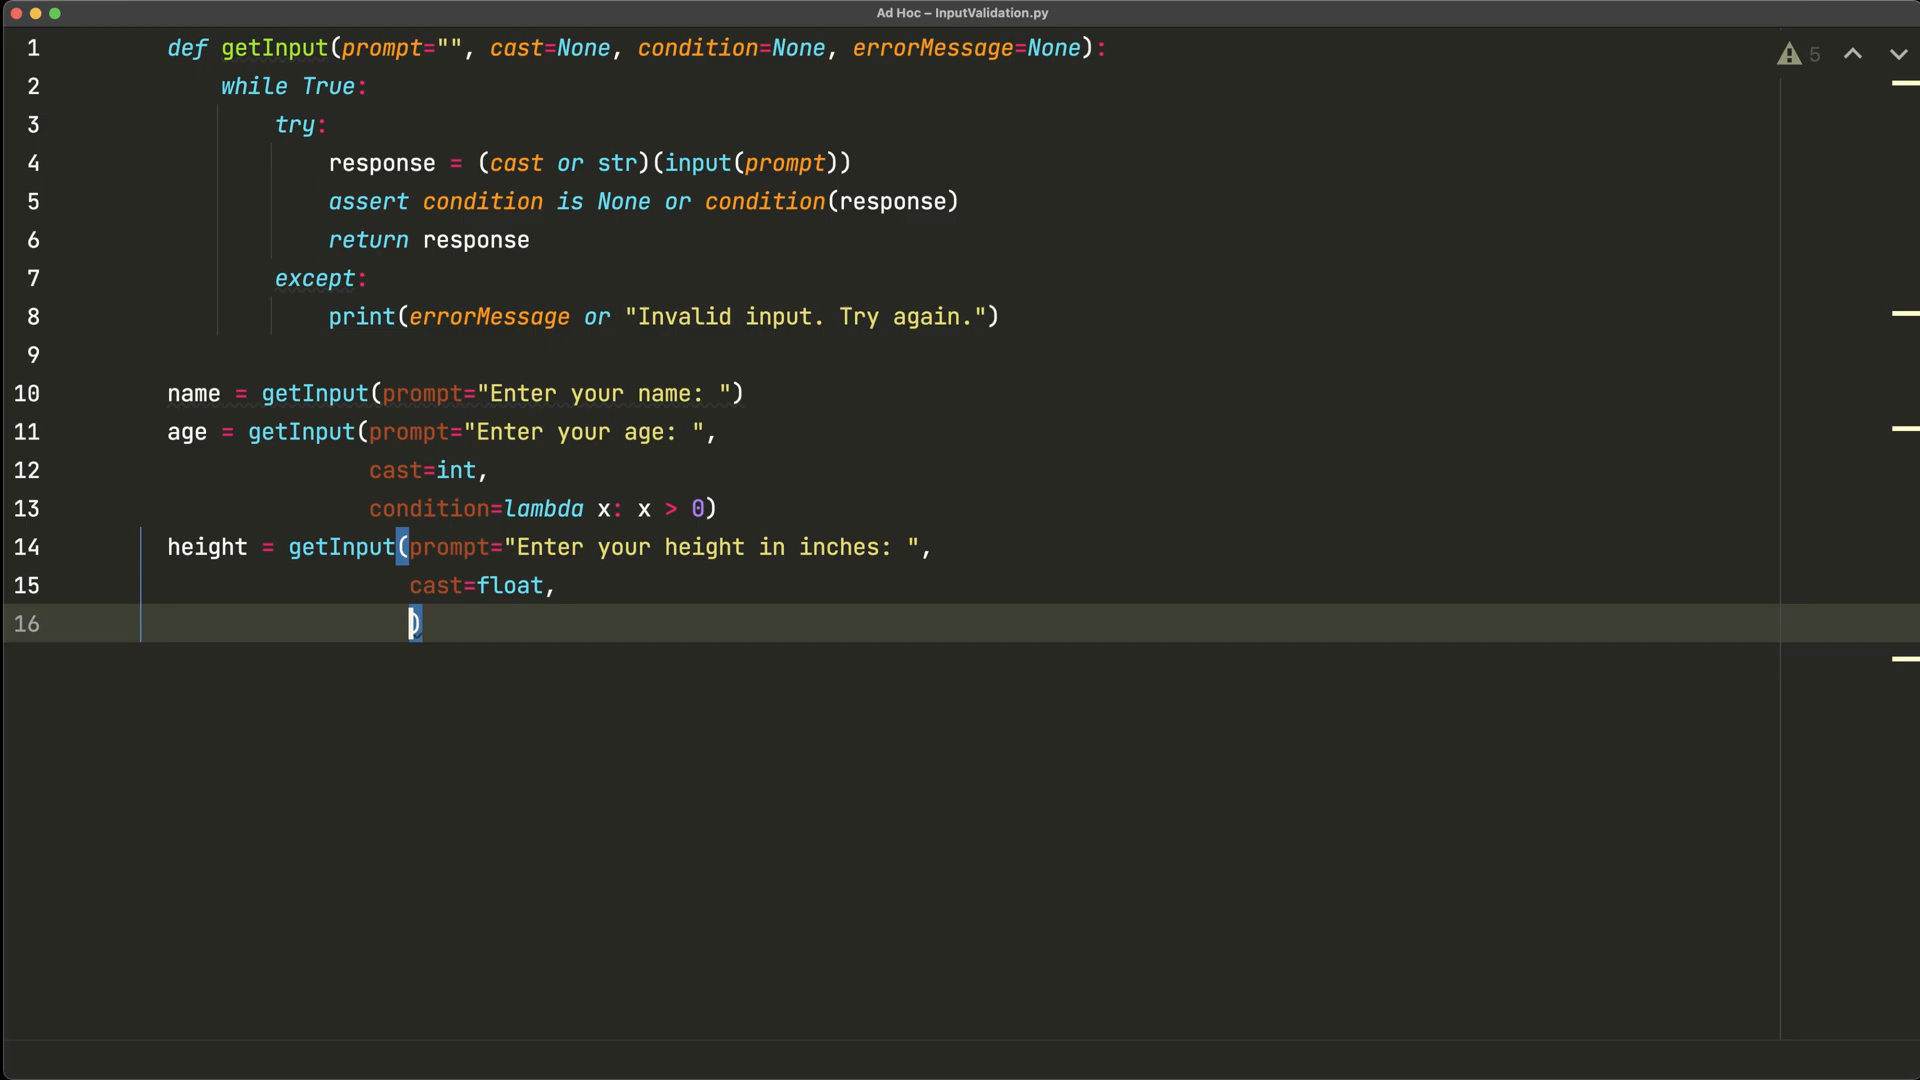 Ad Hoc – InputValidation.py
1 def getInput(prompt="", cast=None, condition=None, errorMessage=None):
5
2 while True:
3 try:
4 response = (cast or str)(input(prompt))
5 assert condition is None or condition(response)
6 return response
7 except:
8 print(errorMessage or "Invalid input. Try again.")
9
10 name = getInput(prompt="Enter your name: ")
11 age = getInput(prompt="Enter your age: ",
12 cast=int,
13 condition=lambda x: x > 0)
14 height = getInput(prompt="Enter your height in inches: ",
15 cast=float,
16 )